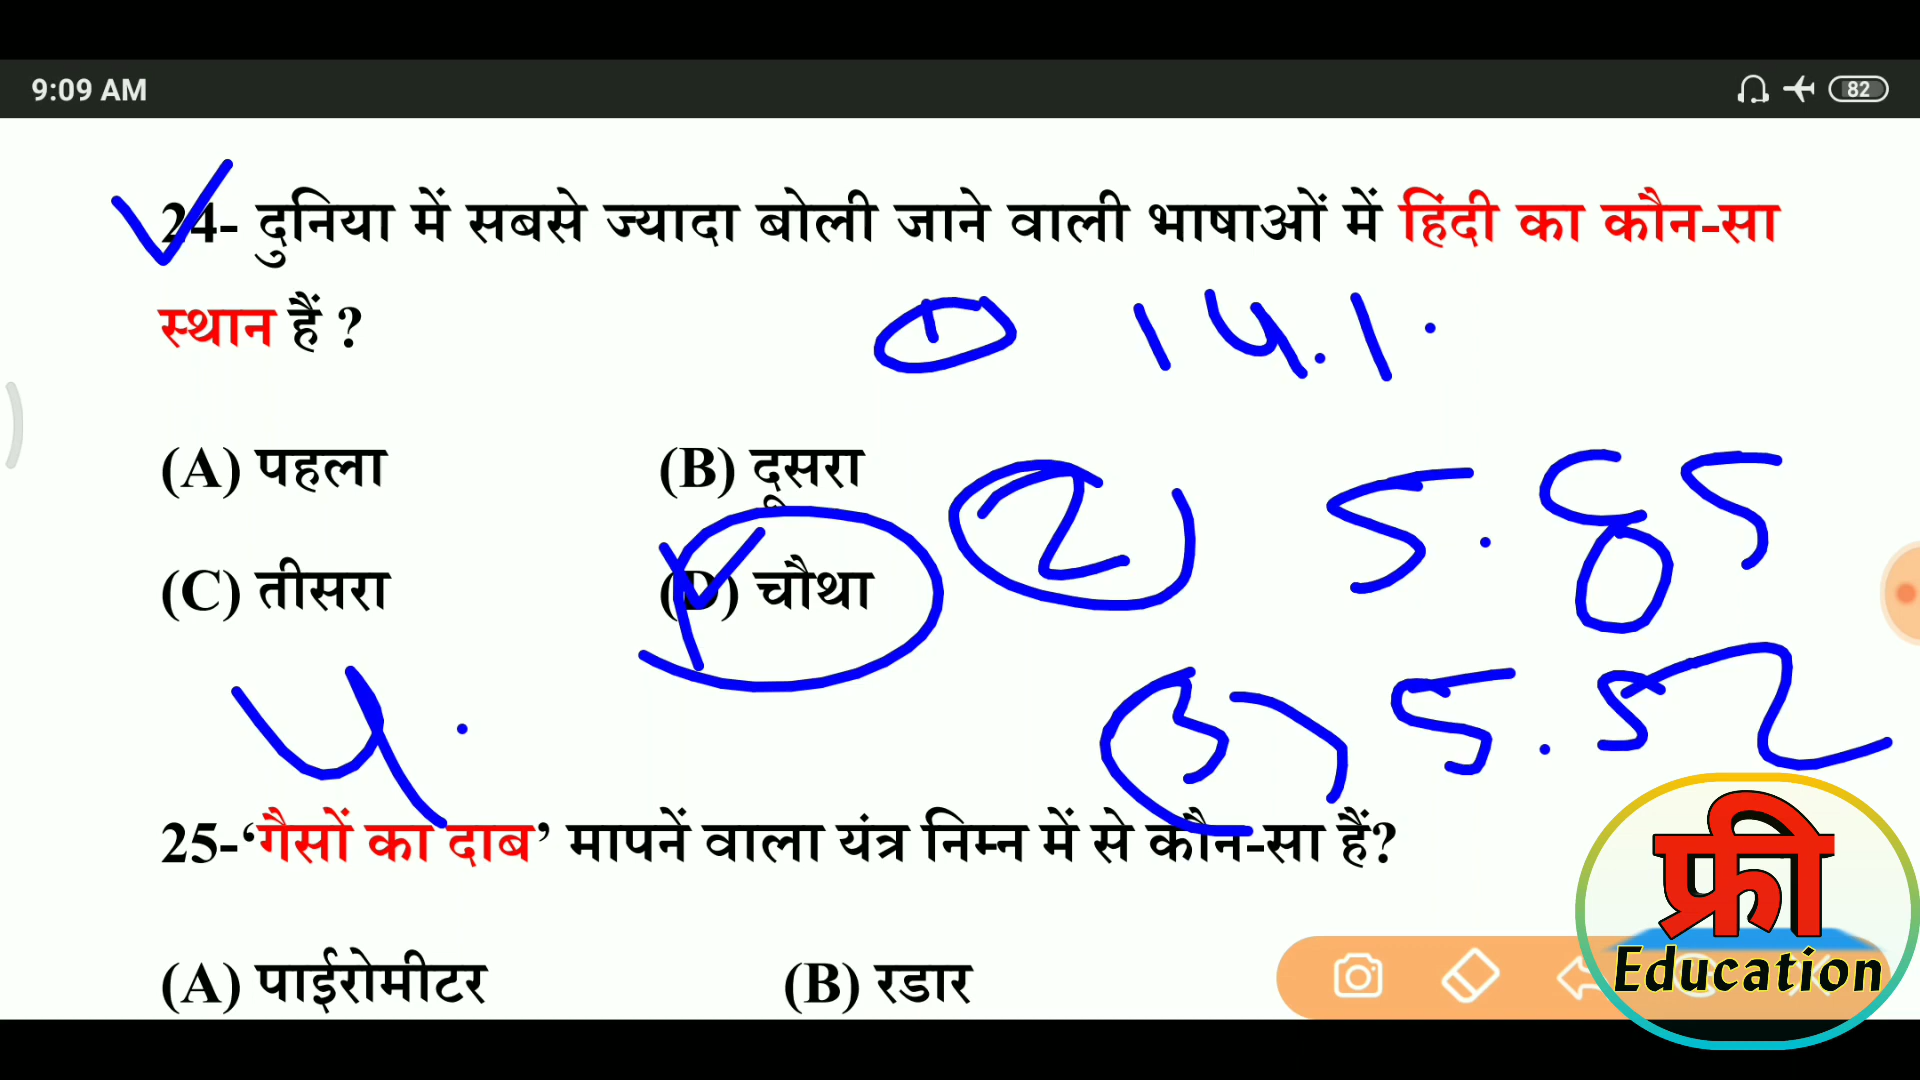 9:09 AM
82
24- दुनिया में सबसे ज्यादा बोली जाने वाली भाषाओं में हिंदी का कौन-सा
स्थान हैं ?
1 14.1.
(A) पहला (B) दूसरा
2) 5.85
(C) तीसरा (D) चौथा
4.
3) 5.52
25-‘गैसों का दाब’ मापनें वाला यंत्र निम्न में से कौन-सा हैं?
(A) पाईरोमीटर (B) रडार
फ्री
Education